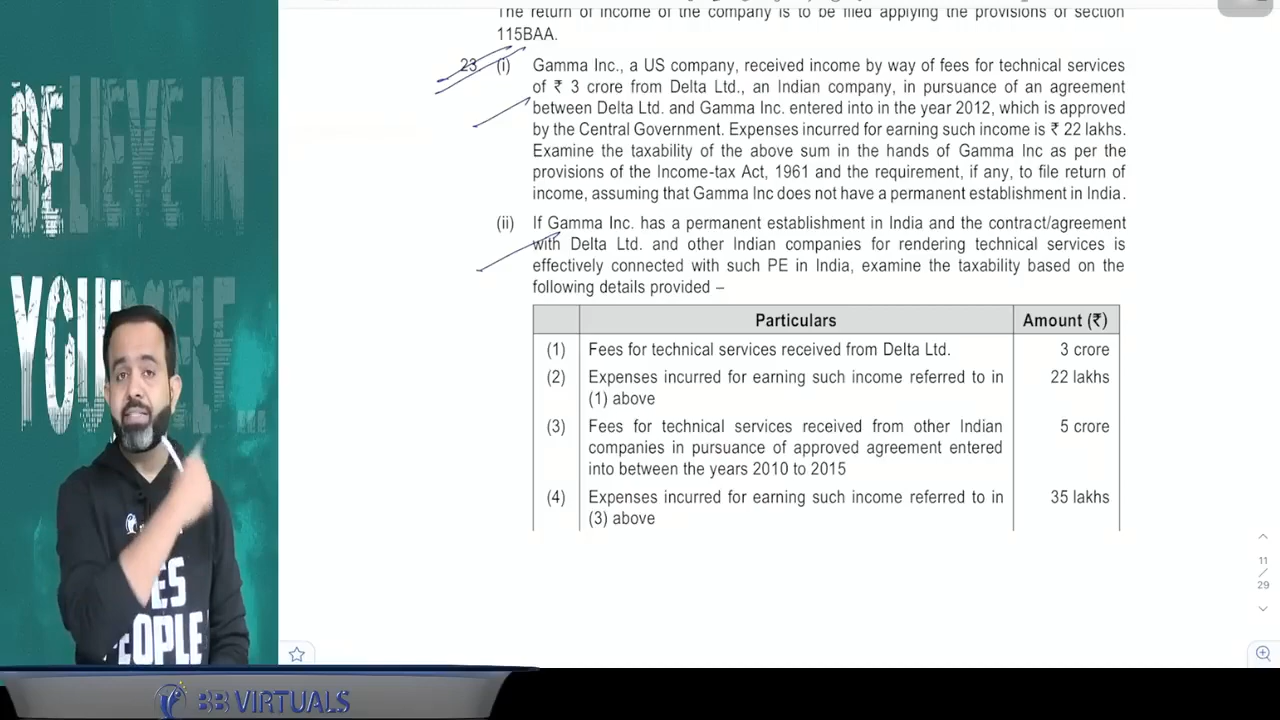 The return of income of the company is to be filed applying the provisions of section
115BAA.
23 (i) Gamma Inc., a US company, received income by way of fees for technical services
of ₹ 3 crore from Delta Ltd., an Indian company, in pursuance of an agreement
between Delta Ltd. and Gamma Inc. entered into in the year 2012, which is approved
by the Central Government. Expenses incurred for earning such income is ₹ 22 lakhs.
Examine the taxability of the above sum in the hands of Gamma Inc as per the
provisions of the Income-tax Act, 1961 and the requirement, if any, to file return of
income, assuming that Gamma Inc does not have a permanent establishment in India.
(ii) If Gamma Inc. has a permanent establishment in India and the contract/agreement
with Delta Ltd. and other Indian companies for rendering technical services is
effectively connected with such PE in India, examine the taxability based on the
following details provided –
Particulars Amount (₹)
(1) Fees for technical services received from Delta Ltd. 3 crore
(2) Expenses incurred for earning such income referred to in 22 lakhs
(1) above
(3) Fees for technical services received from other Indian 5 crore
companies in pursuance of approved agreement entered
into between the years 2010 to 2015
(4) Expenses incurred for earning such income referred to in 35 lakhs
(3) above
BELIEVE IN
ES
PEOPLE
11
/
29
BB VIRTUALS